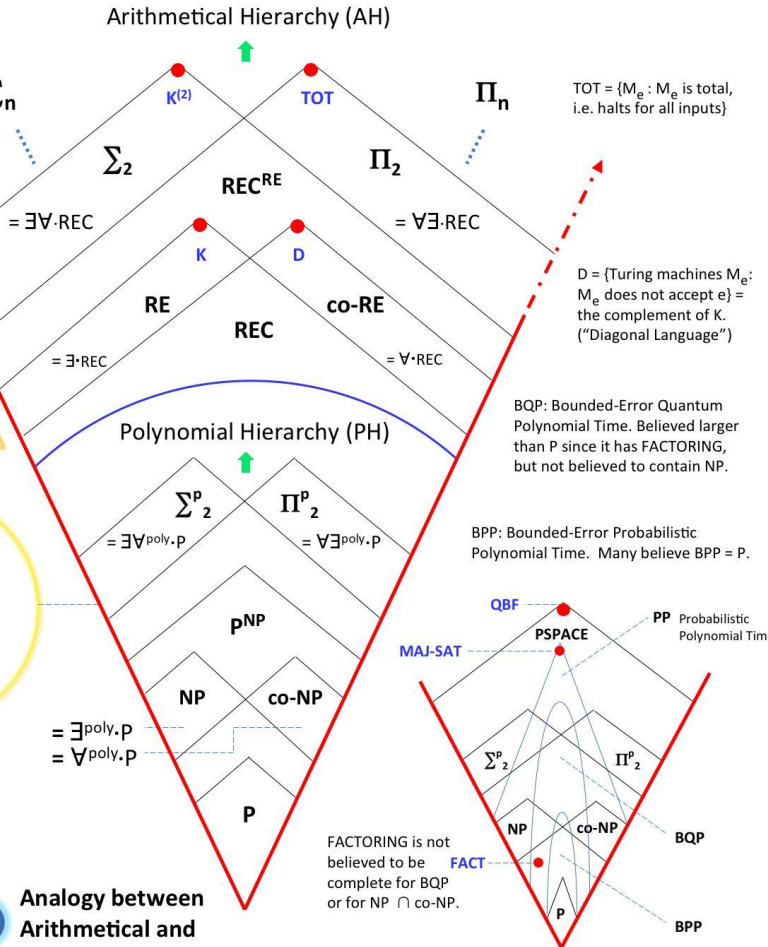 Arithmetical Hierarchy (AH)
K(2)
TOT
Πn
∑2
Π2
RECRE
= ∃∀·REC
= ∀∃·REC
TOT = {Me : Me is total,
i.e. halts for all inputs}
K
D
RE
co-RE
REC
= ∃·REC
= ∀·REC
D = {Turing machines Me:
Me does not accept e} =
the complement of K.
("Diagonal Language")
Polynomial Hierarchy (PH)
∑p2
Πp2
= ∃∀poly·P
= ∀∃poly·P
PNP
NP
co-NP
= ∃poly·P
= ∀poly·P
P
BQP: Bounded-Error Quantum
Polynomial Time. Believed larger
than P since it has FACTORING,
but not believed to contain NP.
BPP: Bounded-Error Probabilistic
Polynomial Time. Many believe BPP = P.
QBF
PSPACE
PP Probabilistic
Polynomial Tim
MAJ-SAT
∑p2
Πp2
NP
co-NP
BQP
FACT
P
BPP
FACTORING is not
believed to be
complete for BQP
or for NP ∩ co-NP.
Analogy between
Arithmetical and